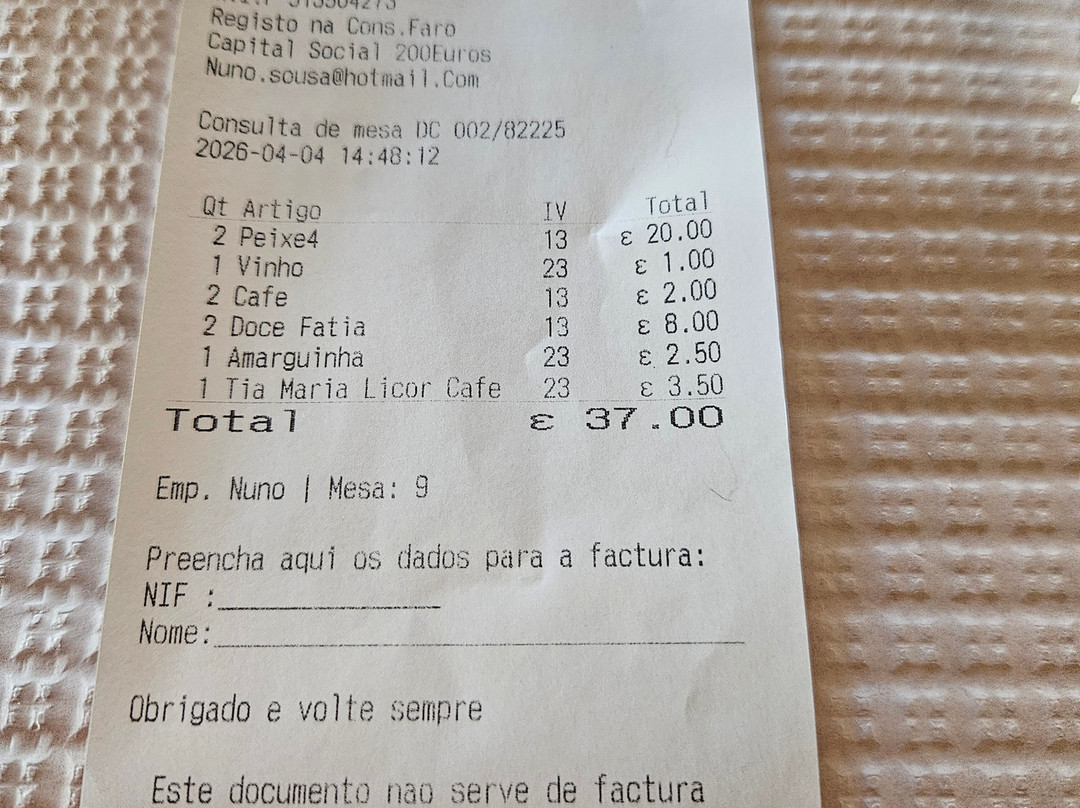 Registo na Cons.Faro
Capital Social 200Euros
Nuno.sousa@hotmail.Com
Consulta de mesa DC 002/82225
2026-04-04 14:48:12
Qt Artigo IV Total
2 Peixe4 13 € 20.00
1 Vinho 23 € 1.00
2 Cafe 13 € 2.00
2 Doce Fatia 13 € 8.00
1 Amarguinha 23 € 2.50
1 Tia Maria Licor Cafe 23 € 3.50
Total € 37.00
Emp. Nuno | Mesa: 9
Preencha aqui os dados para a factura:
NIF :
Nome:
Obrigado e volte sempre
Este documento nao serve de factura